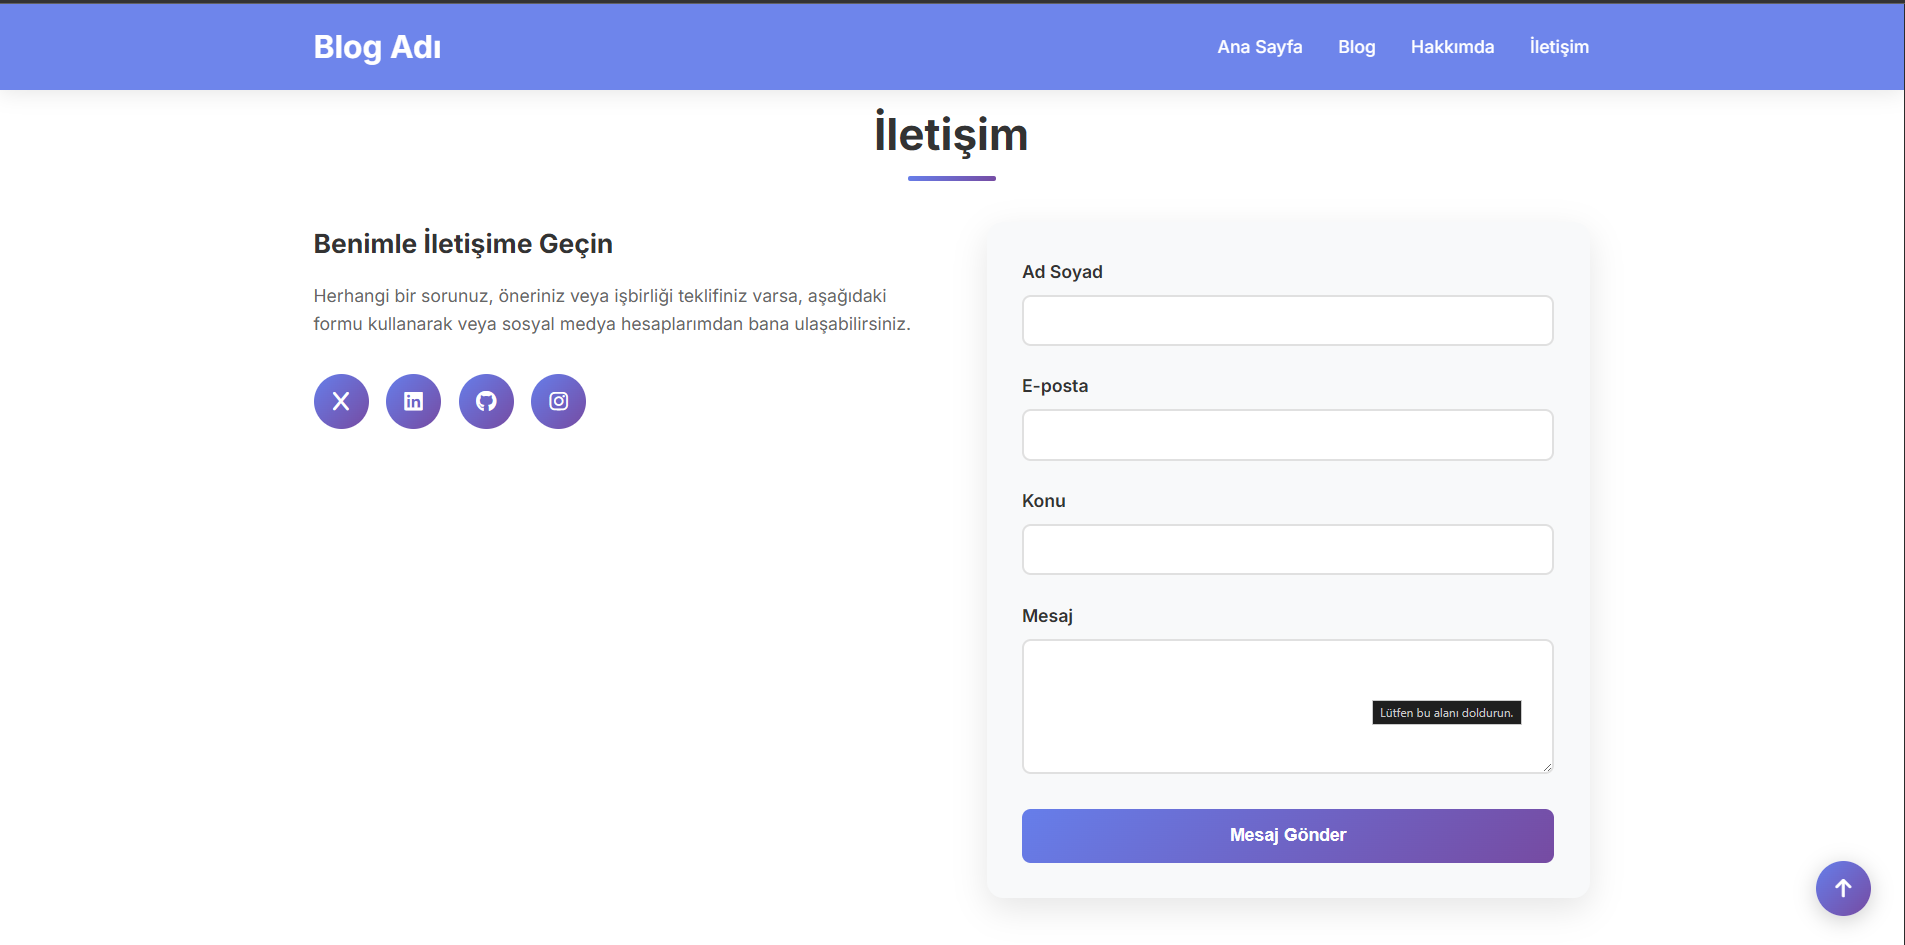 Blog Adı
Ana Sayfa
Blog
Hakkımda
İletişim
İletişim
Benimle İletişime Geçin
Herhangi bir sorunuz, öneriniz veya işbirliği teklifiniz varsa, aşağıdaki
formu kullanarak veya sosyal medya hesaplarımdan bana ulaşabilirsiniz.
Ad Soyad
E-posta
Konu
Mesaj
Lütfen bu alanı doldurun.
Mesaj Gönder